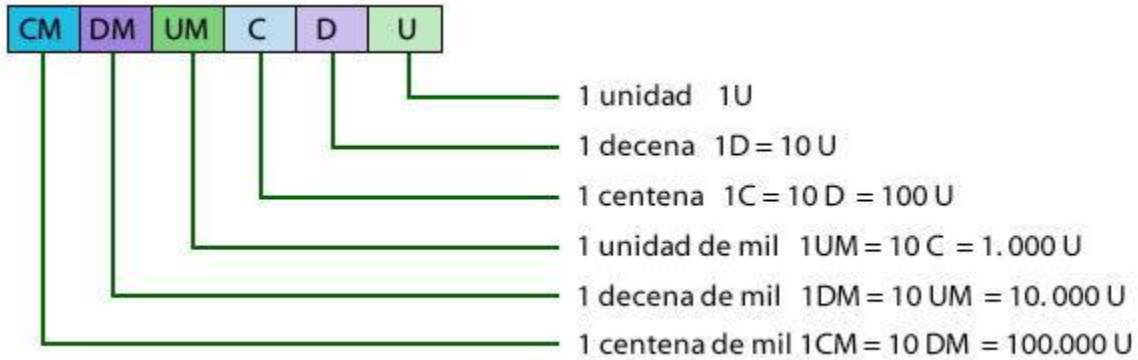 CM DM UM C D U
1 unidad 1U
1 decena 1D = 10 U
1 centena 1C = 10 D = 100 U
1 unidad de mil 1UM = 10 C = 1. 000 U
1 decena de mil 1DM = 10 UM = 10. 000 U
1 centena de mil 1CM = 10 DM = 100.000 U